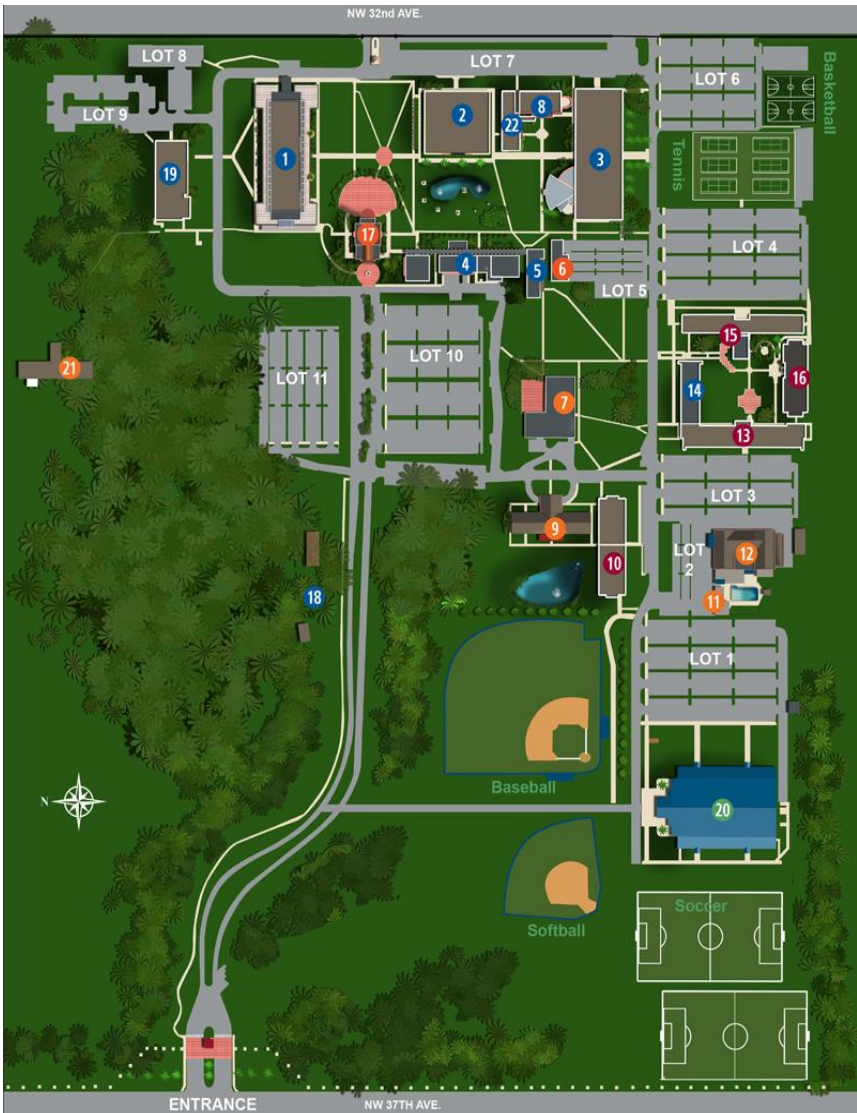 NW 32nd AVE.
LOT 8
LOT 7
LOT 6
Basketball
LOT 9
8
2
22
1
3
19
Tennis
17
4
5
6
LOT 4
LOT 5
15
21
LOT 11
LOT 10
14
16
7
13
LOT 3
9
12
10
LOT
2
18
11
LOT 1
N
Baseball
20
Soccer
Softball
ENTRANCE
NW 37TH AVE.